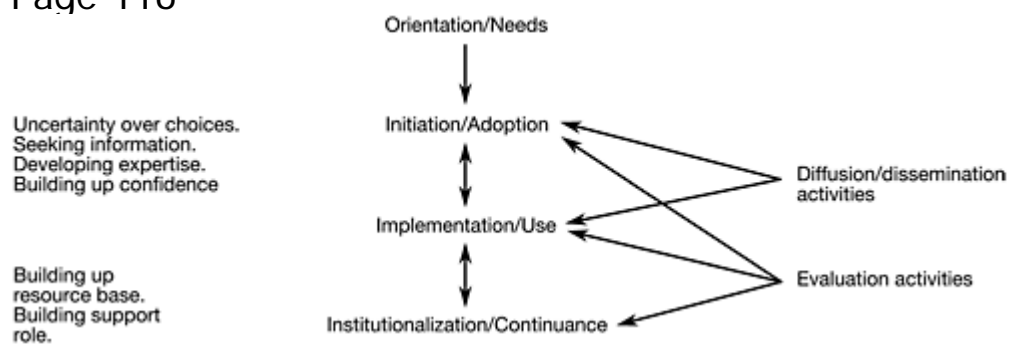 Page 116
Orientation/Needs
Uncertainty over choices.
Seeking information.
Developing expertise.
Building up confidence
Initiation/Adoption
Diffusion/dissemination
activities
Implementation/Use
Building up
resource base.
Building support
role.
Evaluation activities
Institutionalization/Continuance